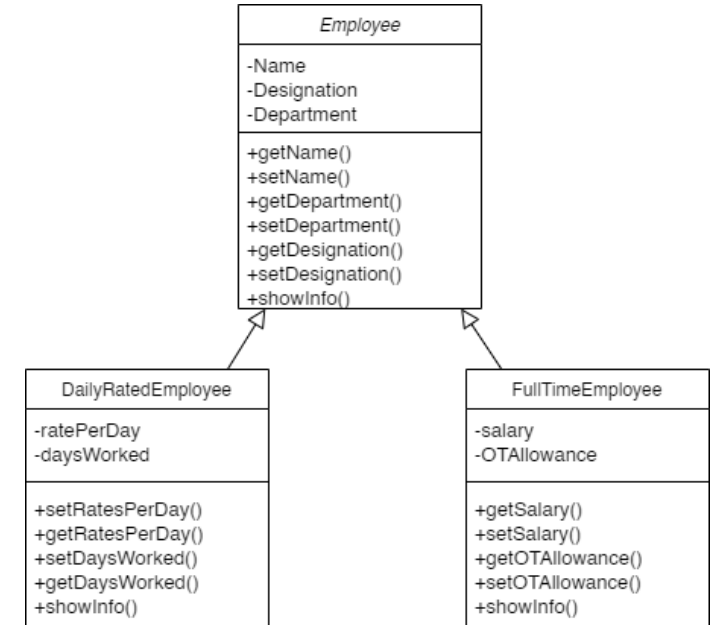 Employee
-Name
-Designation
-Department
+getName()
+setName()
+getDepartment()
+setDepartment()
+getDesignation()
+setDesignation()
+showInfo()
DailyRatedEmployee
-ratePerDay
-daysWorked
+setRatesPerDay()
+getRatesPerDay()
+setDaysWorked()
+getDaysWorked()
+showInfo()
FullTimeEmployee
-salary
-OTAllowance
+getSalary()
+setSalary()
+getOTAllowance()
+setOTAllowance()
+showInfo()